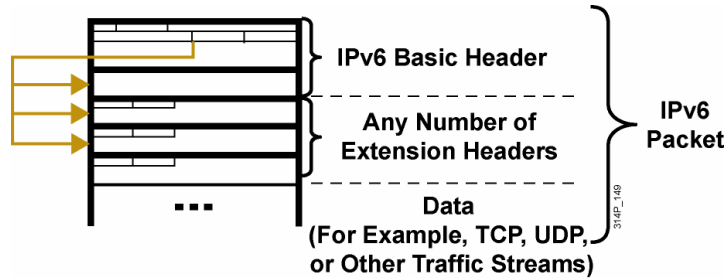 IPv6 Basic Header
Any Number of
Extension Headers
IPv6
Packet
...
Data
(For Example, TCP, UDP,
or Other Traffic Streams)
314P_149